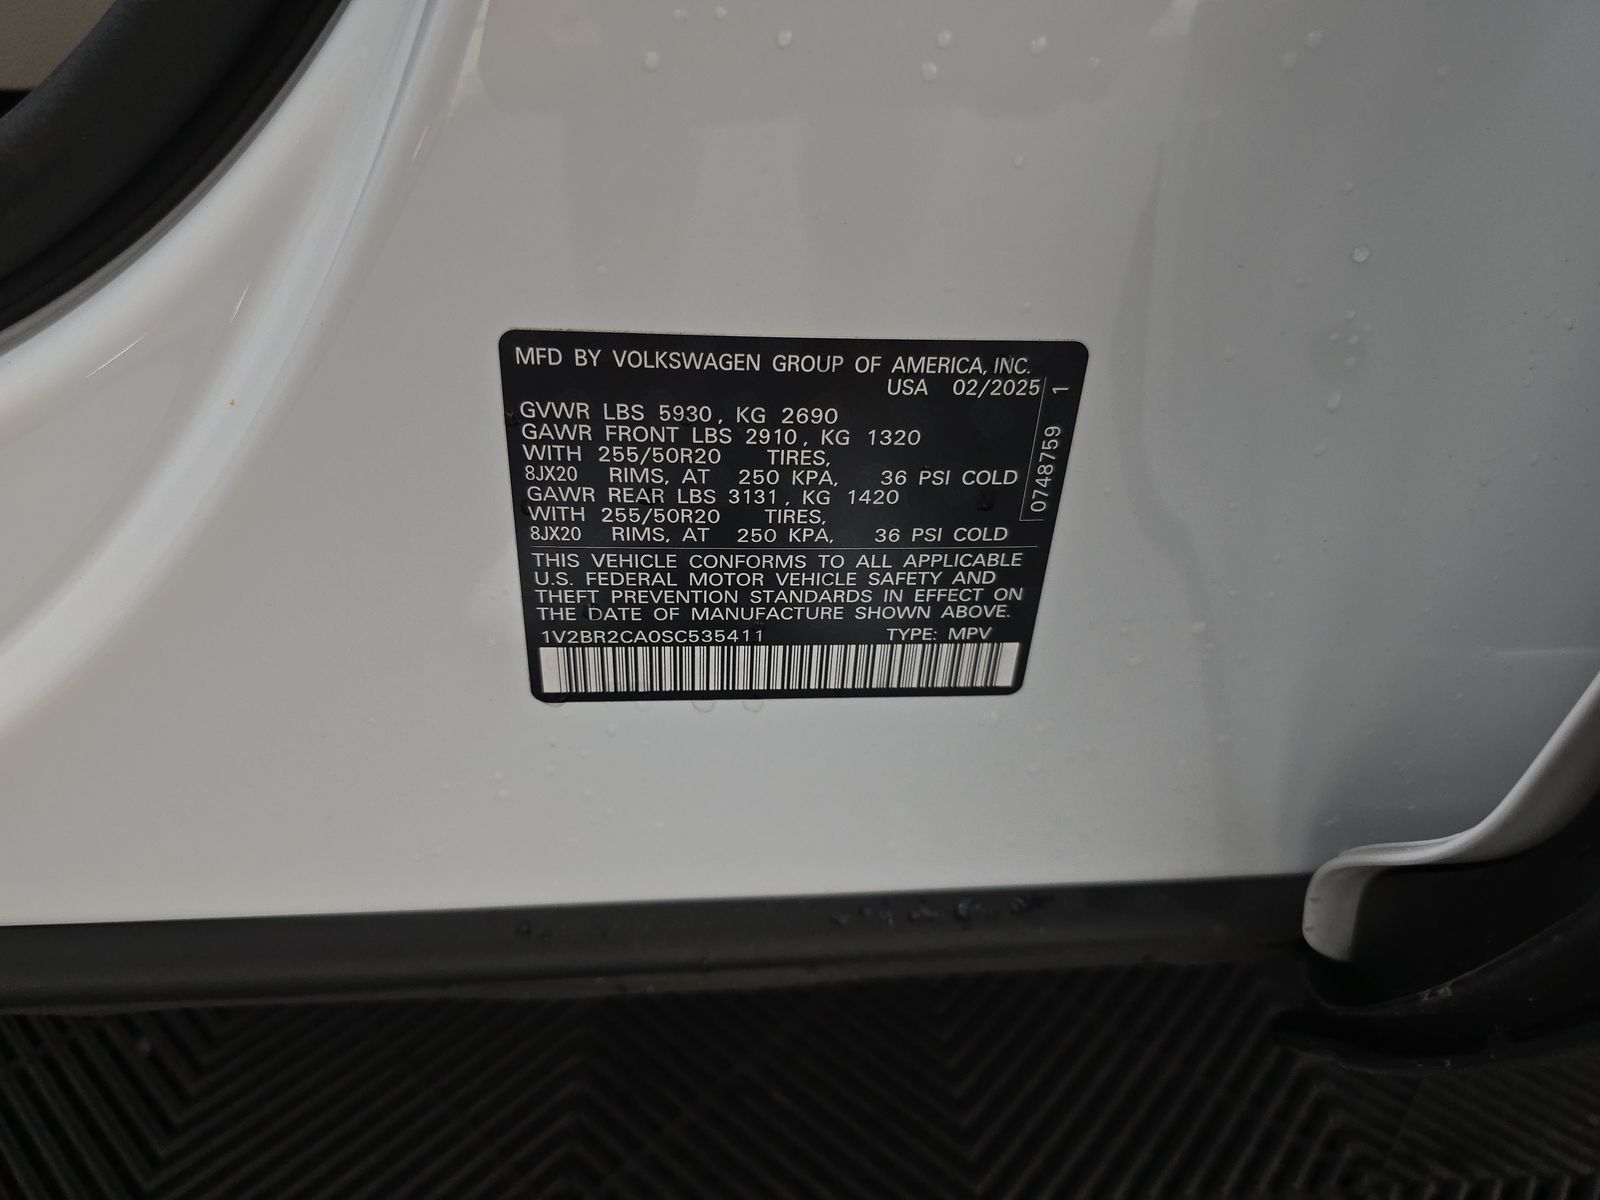 MFD BY VOLKSWAGEN GROUP OF AMERICA, INC.
USA 02/2025
GVWR LBS 5930, KG 2690
GAWR FRONT LBS 2910, KG 1320
WITH 255/50R20 TIRES,
8JX20 RIMS, AT 250 KPA, 36 PSI COLD
GAWR REAR LBS 3131, KG 1420
WITH 255/50R20 TIRES,
8JX20 RIMS, AT 250 KPA, 36 PSI COLD
THIS VEHICLE CONFORMS TO ALL APPLICABLE
U.S. FEDERAL MOTOR VEHICLE SAFETY AND
THEFT PREVENTION STANDARDS IN EFFECT ON
THE DATE OF MANUFACTURE SHOWN ABOVE.
1V2BR2CA0SC535411 TYPE: MPV
0748759 1